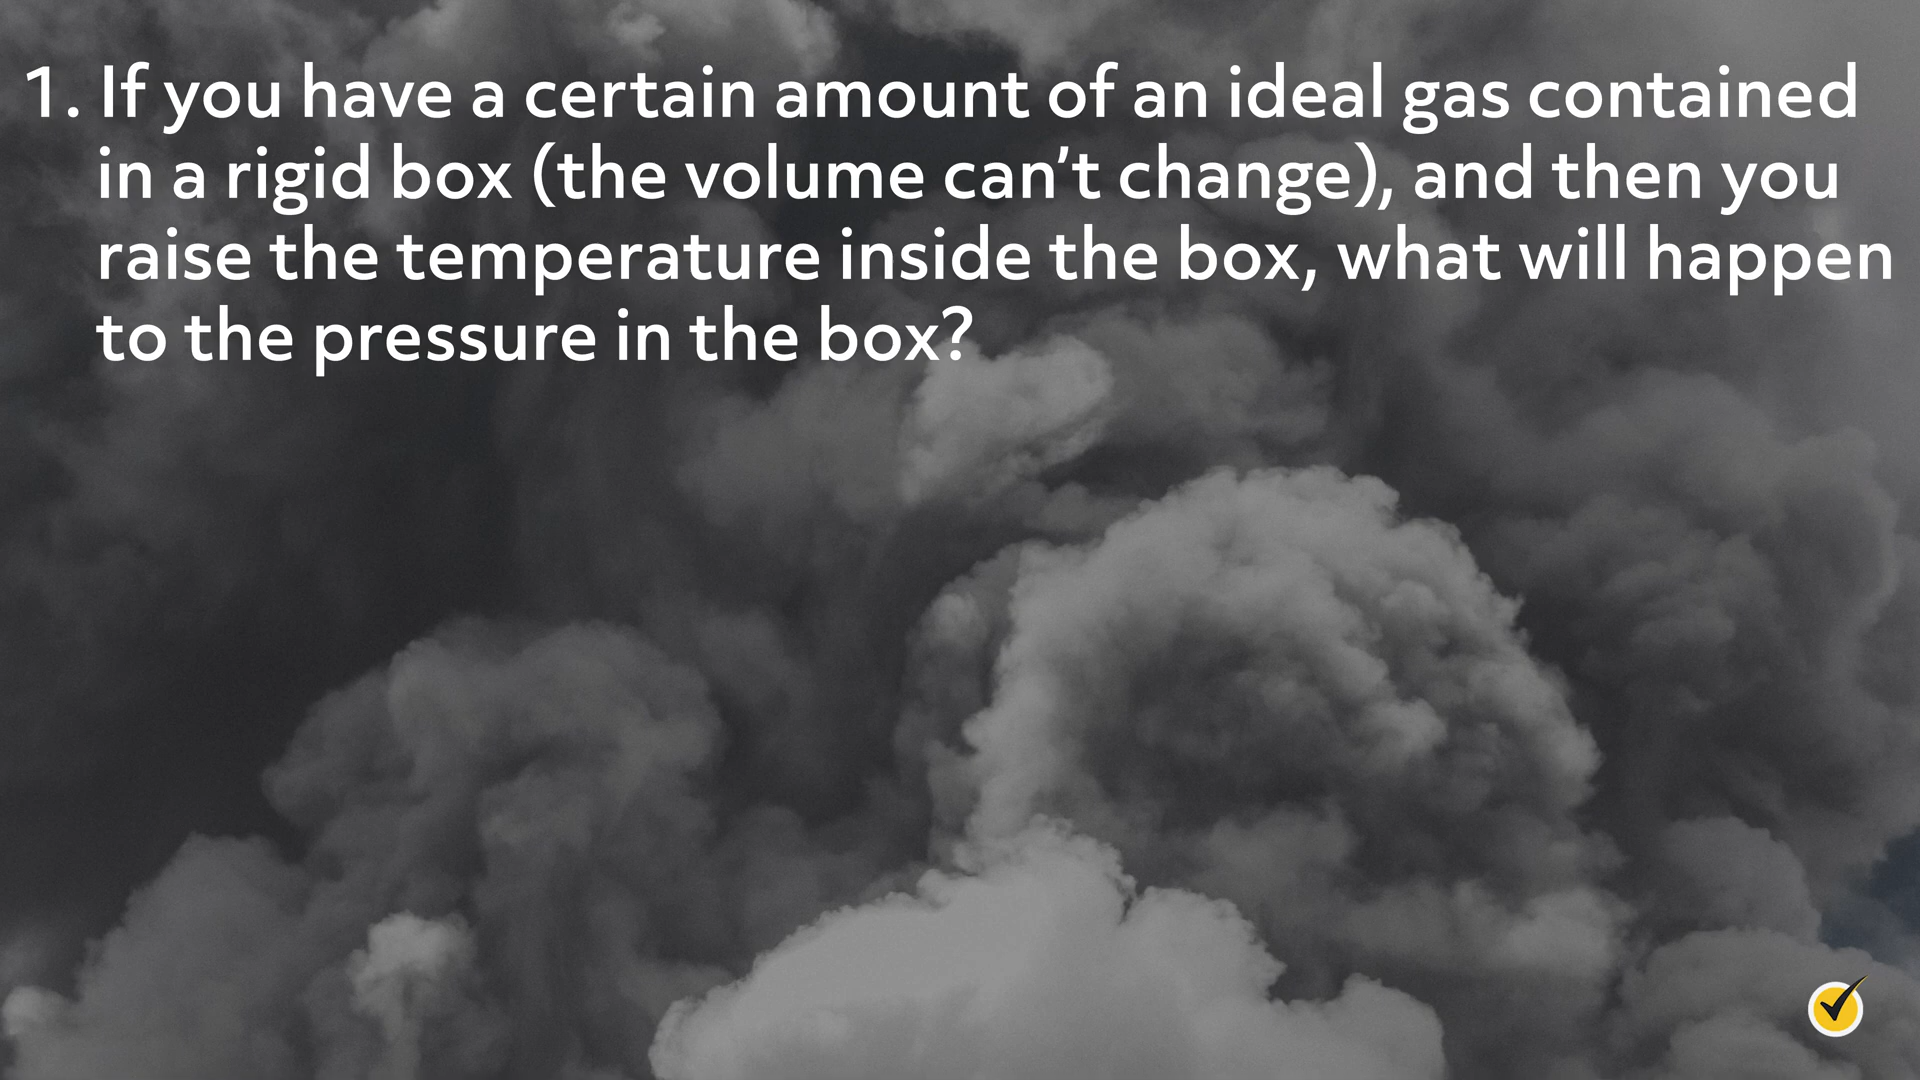 1. If you have a certain amount of an ideal gas contained
in a rigid box (the volume can’t change), and then you
raise the temperature inside the box, what will happen
to the pressure in the box?